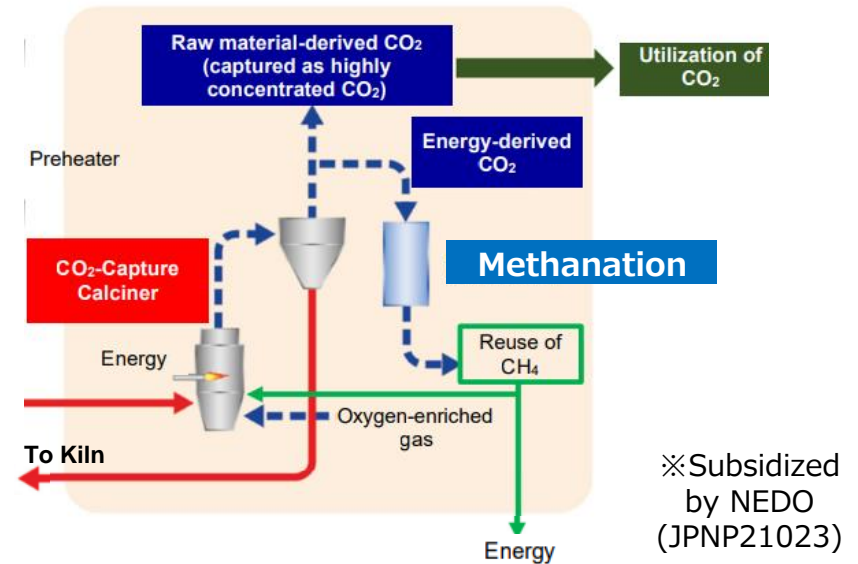 Raw material-derived CO₂
(captured as highly
concentrated CO₂)
Utilization of
CO₂
Energy-derived
CO₂
Preheater
CO₂-Capture
Calciner
Methanation
Energy
Reuse of
CH₄
Oxygen-enriched
gas
To Kiln
Energy
※Subsidized
by NEDO
(JPNP21023)